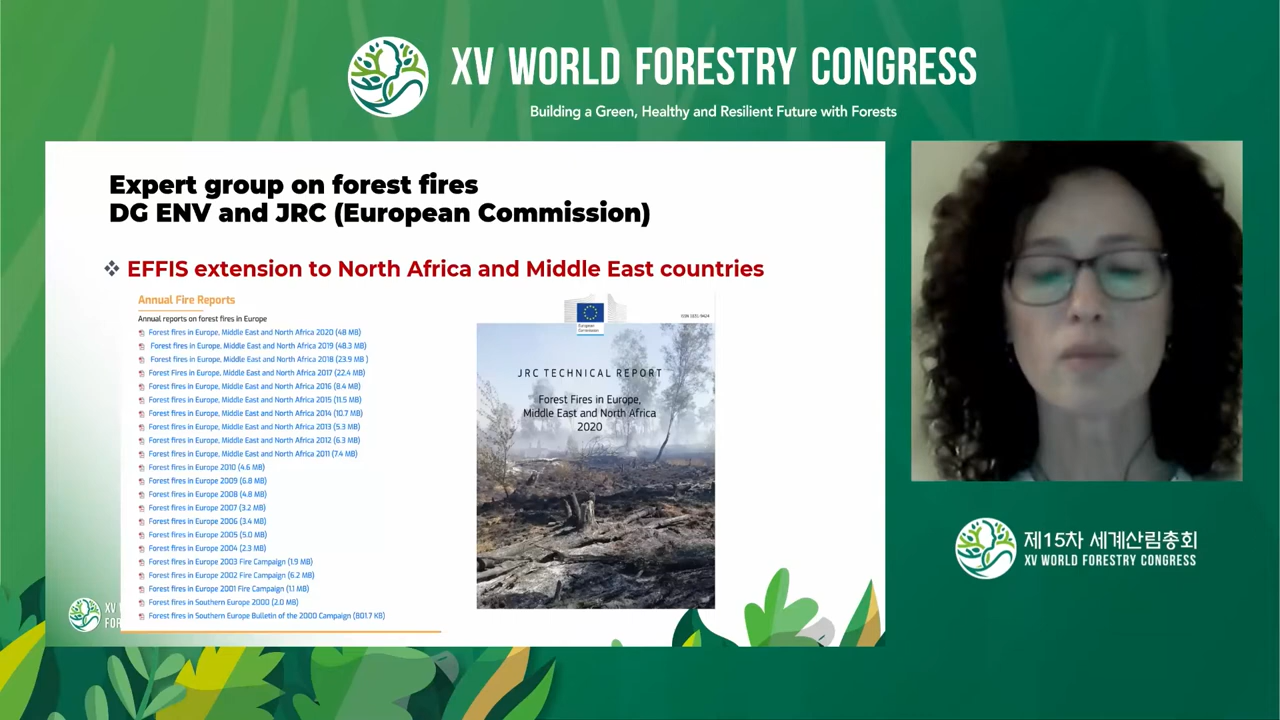 XV WORLD FORESTRY CONGRESS
Building a Green, Healthy and Resilient Future with Forests
Expert group on forest fires
DG ENV and JRC (European Commission)
❖ EFFIS extension to North Africa and Middle East countries
Annual Fire Reports
Annual reports on forest fires in Europe
Forest fires in Europe, Middle East and North Africa 2020 (48 MB)
Forest fires in Europe, Middle East and North Africa 2019 (48.3 MB)
Forest fires in Europe, Middle East and North Africa 2018 (23.9 MB )
Forest Fires in Europe, Middle East and North Africa 2017 (22.4 MB)
Forest fires in Europe, Middle East and North Africa 2016 (8.4 MB)
Forest fires in Europe, Middle East and North Africa 2015 (11.5 MB)
Forest fires in Europe, Middle East and North Africa 2014 (10.7 MB)
Forest fires in Europe, Middle East and North Africa 2013 (5.3 MB)
Forest fires in Europe, Middle East and North Africa 2012 (6.3 MB)
Forest fires in Europe, Middle East and North Africa 2011 (7.4 MB)
Forest fires in Europe 2010 (4.6 MB)
Forest fires in Europe 2009 (6.8 MB)
Forest fires in Europe 2008 (4.8 MB)
Forest fires in Europe 2007 (3.2 MB)
Forest fires in Europe 2006 (3.4 MB)
Forest fires in Europe 2005 (5.0 MB)
Forest fires in Europe 2004 (2.3 MB)
Forest fires in Europe 2003 Fire Campaign (1.9 MB)
Forest fires in Europe 2002 Fire Campaign (6.2 MB)
Forest fires in Europe 2001 Fire Campaign (1.1 MB)
Forest fires in Southern Europe 2000 (2.0 MB)
Forest fires in Southern Europe Bulletin of the 2000 Campaign (801.7 KB)
European
Commission
JRC TECHNICAL REPORT
Forest Fires in Europe,
Middle East and North Africa
2020
XV W
FOR
제15차 세계산림총회
XV WORLD FORESTRY CONGRESS